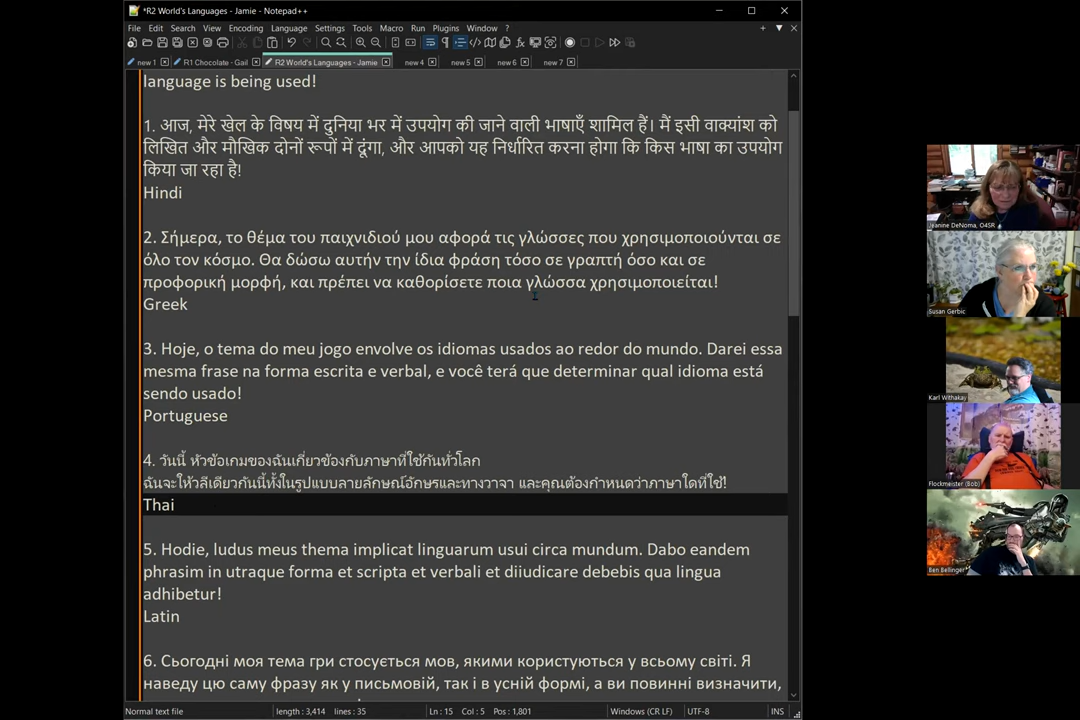 *R2 World's Languages - Jamie - Notepad++
File Edit Search View Encoding Language Settings Tools Macro Run Plugins Window ?
new 1 R1 Chocolate - Gail R2 World's Languages - Jamie new 4 new 5 new 6 new 7
language is being used!
1. आज, मेरे खेल के विषय में दुनिया भर में उपयोग की जाने वाली भाषाएँ शामिल हैं। मैं इसी वाक्यांश को
लिखित और मौखिक दोनों रूपों में दूंगा, और आपको यह निर्धारित करना होगा कि किस भाषा का उपयोग
किया जा रहा है!
Hindi
2. Σήμερα, το θέμα του παιχνιδιού μου αφορά τις γλώσσες που χρησιμοποιούνται σε
όλο τον κόσμο. Θα δώσω αυτήν την ίδια φράση τόσο σε γραπτή όσο και σε
προφορική μορφή, και πρέπει να καθορίσετε ποια γλώσσα χρησιμοποιείται!
Greek
3. Hoje, o tema do meu jogo envolve os idiomas usados ao redor do mundo. Darei essa
mesma frase na forma escrita e verbal, e você terá que determinar qual idioma está
sendo usado!
Portuguese
4. วันนี้ หัวข้อเกมของฉันเกี่ยวข้องกับภาษาที่ใช้กันทั่วโลก
ฉันจะให้วลีเดียวกันนี้ทั้งในรูปแบบลายลักษณ์อักษรและทางวาจา และคุณต้องกำหนดว่าภาษาใดที่ใช้!
Thai
5. Hodie, ludus meus thema implicat linguarum usui circa mundum. Dabo eandem
phrasim in utraque forma et scripta et verbali et diiudicare debebis qua lingua
adhibetur!
Latin
6. Сьогодні моя тема гри стосується мов, якими користуються у всьому світі. Я
наведу цю саму фразу як у письмовій, так і в усній формі, а ви повинні визначити,
Normal text file length : 3,414 lines : 35 Ln : 15 Col : 5 Pos : 1,801 Windows (CR LF) UTF-8 INS
Jeanine DeNoma, O4SR
Susan Gerbic
Karl Withakay
Flockmeister (Bob)
Ben Bellinger